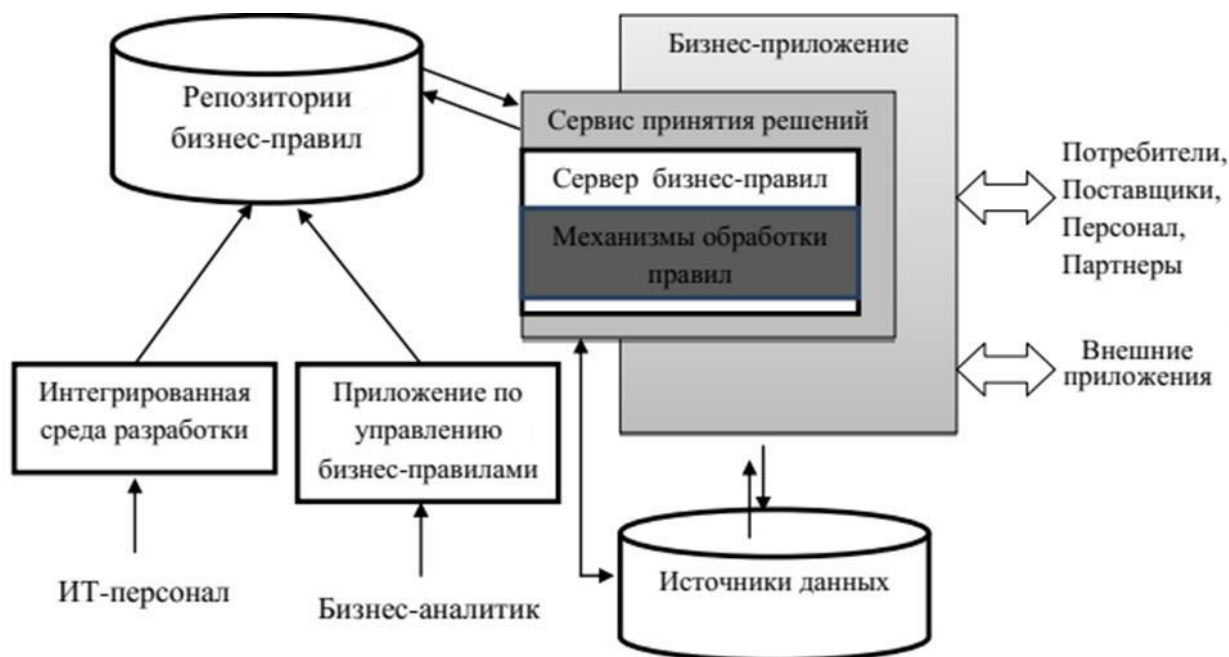 Бизнес-приложение
Репозитории
бизнес-правил
Сервис принятия решений
Сервер бизнес-правил
Механизмы обработки
правил
Потребители,
Поставщики,
Персонал,
Партнеры
Внешние
приложения
Интегрированная
среда разработки
Приложение по
управлению
бизнес-правилами
Источники данных
ИТ-персонал
Бизнес-аналитик